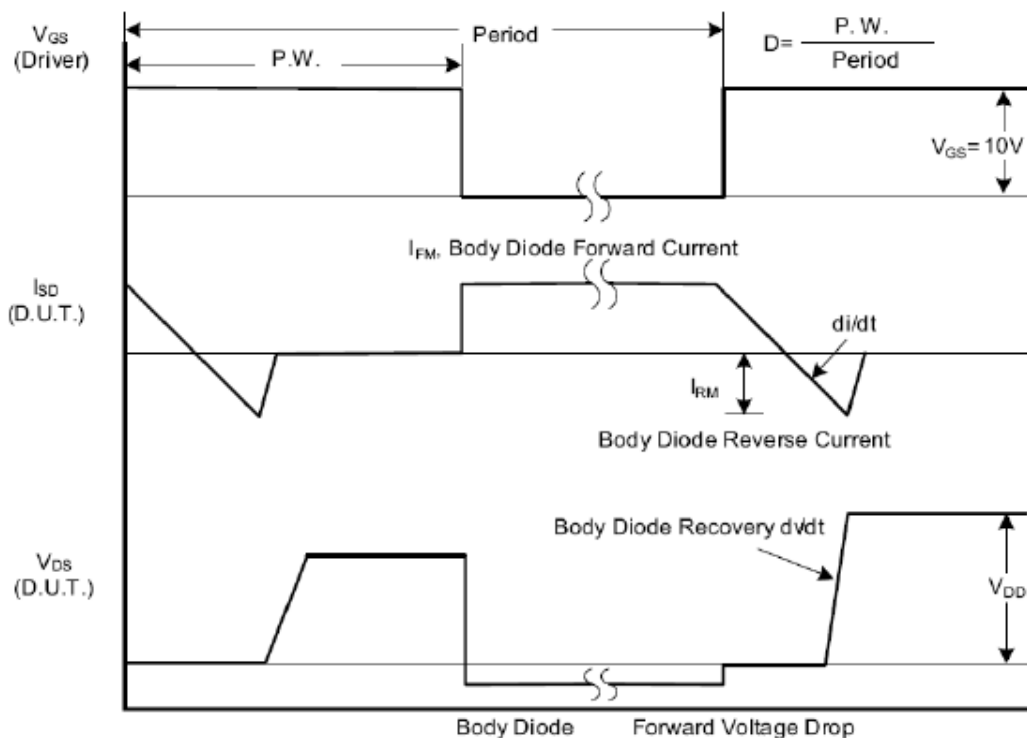 VGS
(Driver)
Period
P.W.
D= P. W.
Period
VGS= 10V
IFM, Body Diode Forward Current
ISD
(D.U.T.)
di/dt
IRM
Body Diode Reverse Current
Body Diode Recovery dv/dt
VDS
(D.U.T.)
VDD
Body Diode Forward Voltage Drop